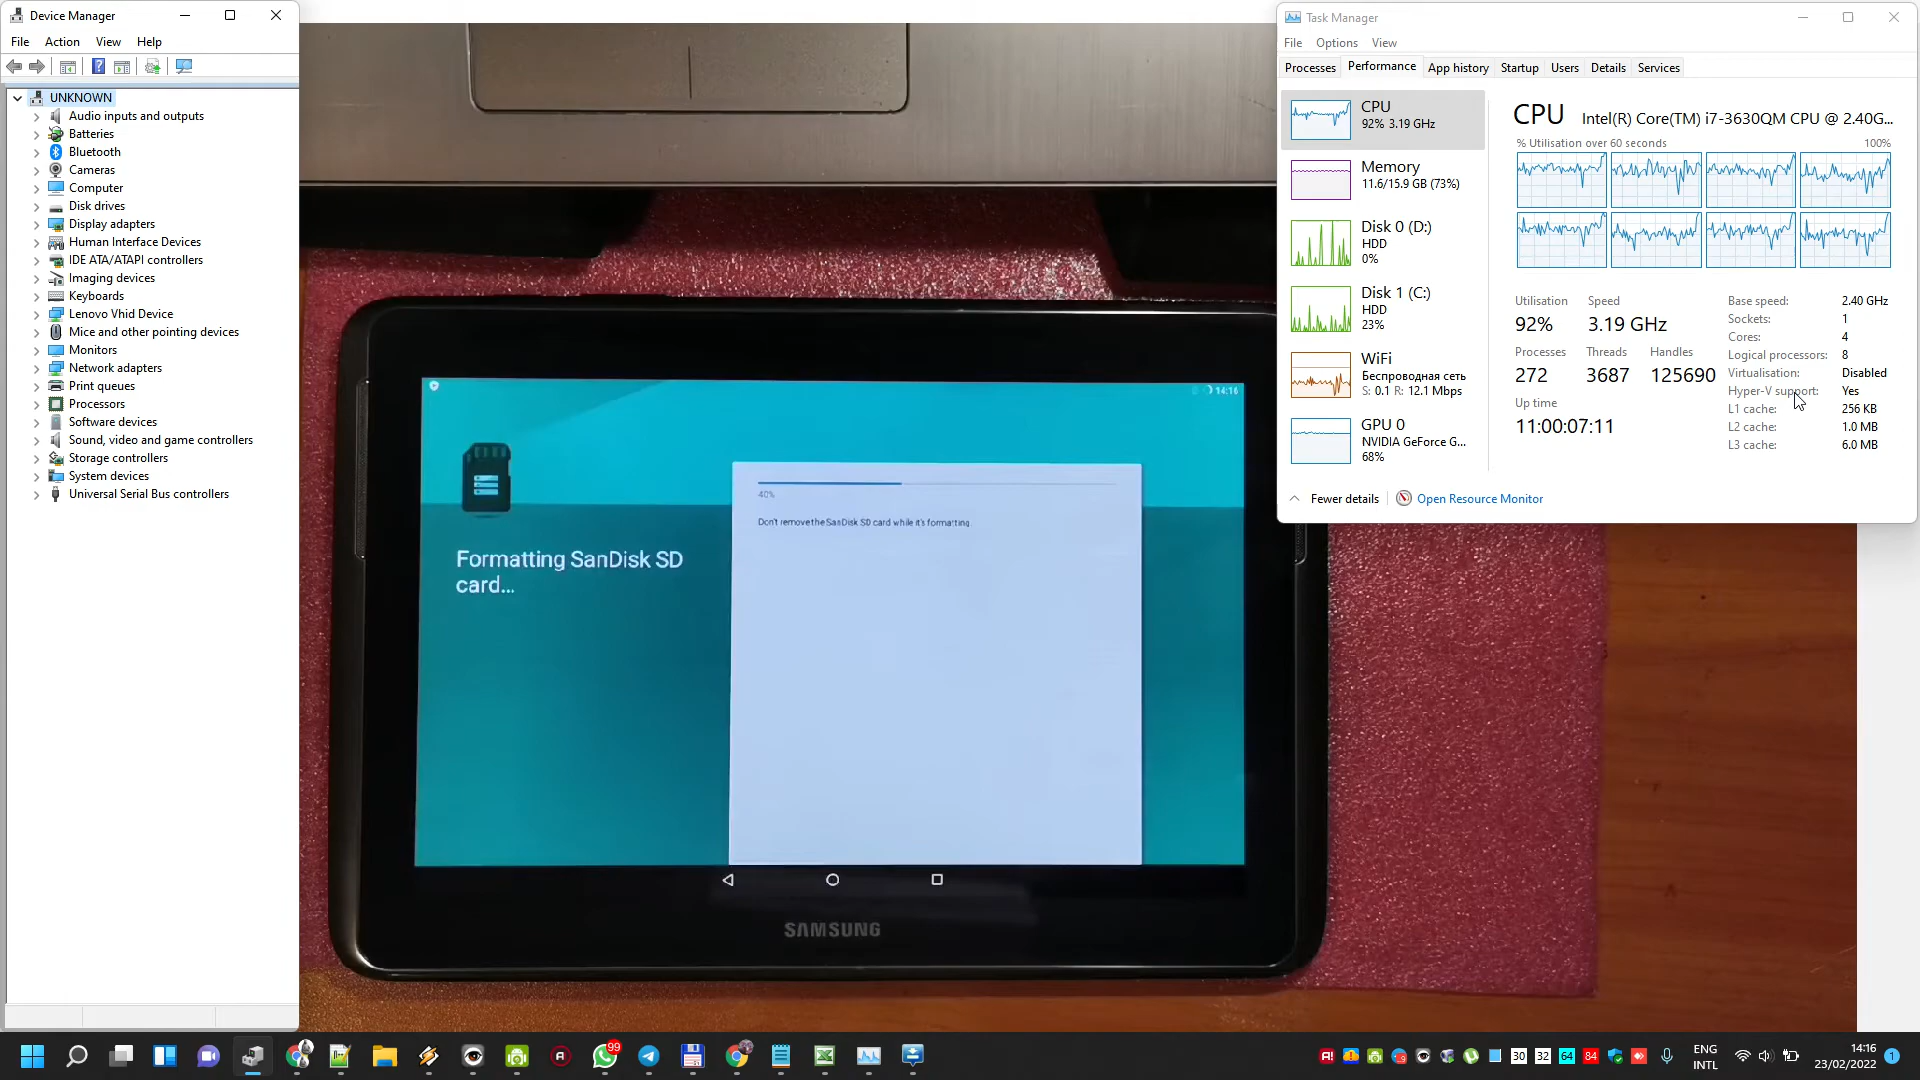 Device Manager
File Action View Help
UNKNOWN
Audio inputs and outputs
Batteries
Bluetooth
Cameras
Computer
Disk drives
Display adapters
Human Interface Devices
IDE ATA/ATAPI controllers
Imaging devices
Keyboards
Lenovo Vhid Device
Mice and other pointing devices
Monitors
Network adapters
Print queues
Processors
Software devices
Sound, video and game controllers
Storage controllers
System devices
Universal Serial Bus controllers
14:16
Formatting SanDisk SD
card...
40%
Don't remove the SanDisk SD card while it's formatting.
SAMSUNG
Task Manager
File Options View
Processes Performance App history Startup Users Details Services
CPU
92% 3.19 GHz
Memory
11.6/15.9 GB (73%)
Disk 0 (D:)
HDD
0%
Disk 1 (C:)
HDD
23%
WiFi
Беспроводная сеть
S: 0.1 R: 12.1 Mbps
GPU 0
NVIDIA GeForce G...
68%
CPU Intel(R) Core(TM) i7-3630QM CPU @ 2.40G...
% Utilisation over 60 seconds 100%
Utilisation Speed
92% 3.19 GHz
Processes Threads Handles
272 3687 125690
Up time
11:00:07:11
Base speed: 2.40 GHz
Sockets: 1
Cores: 4
Logical processors: 8
Virtualisation: Disabled
Hyper-V support: Yes
L1 cache: 256 KB
L2 cache: 1.0 MB
L3 cache: 6.0 MB
Fewer details Open Resource Monitor
99
30 32 64 84
ENG
INTL
14:16
23/02/2022
1